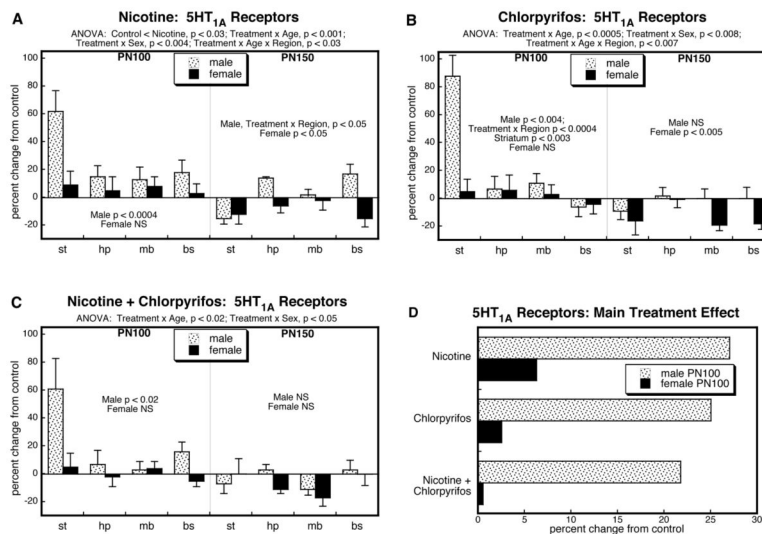 A
Nicotine: 5HT1A Receptors
ANOVA: Control < Nicotine, p < 0.03; Treatment x Age, p < 0.001;
Treatment x Sex, p < 0.004; Treatment x Age x Region, p < 0.03
PN100
PN150
male
female
percent change from control
100
80
60
40
20
0
-20
Male, Treatment x Region, p < 0.05
Female p < 0.05
Male p < 0.0004
Female NS
st
hp
mb
bs
st
hp
mb
bs
B
Chlorpyrifos: 5HT1A Receptors
ANOVA: Treatment x Age, p < 0.0005; Treatment x Sex, p < 0.008;
Treatment x Age x Region, p < 0.007
PN100
PN150
male
female
percent change from control
100
80
60
40
20
0
-20
Male p < 0.004;
Treatment x Region p < 0.0004
Striatum p < 0.003
Female NS
Male NS
Female p < 0.005
st
hp
mb
bs
st
hp
mb
bs
C
Nicotine + Chlorpyrifos: 5HT1A Receptors
ANOVA: Treatment x Age, p < 0.02; Treatment x Sex, p < 0.05
PN100
PN150
male
female
percent change from control
100
80
60
40
20
0
-20
Male p < 0.02
Female NS
Male NS
Female NS
st
hp
mb
bs
st
hp
mb
bs
D
5HT1A Receptors: Main Treatment Effect
Nicotine
male PN100
female PN100
Chlorpyrifos
Nicotine +
Chlorpyrifos
0
5
10
15
20
25
30
percent change from control